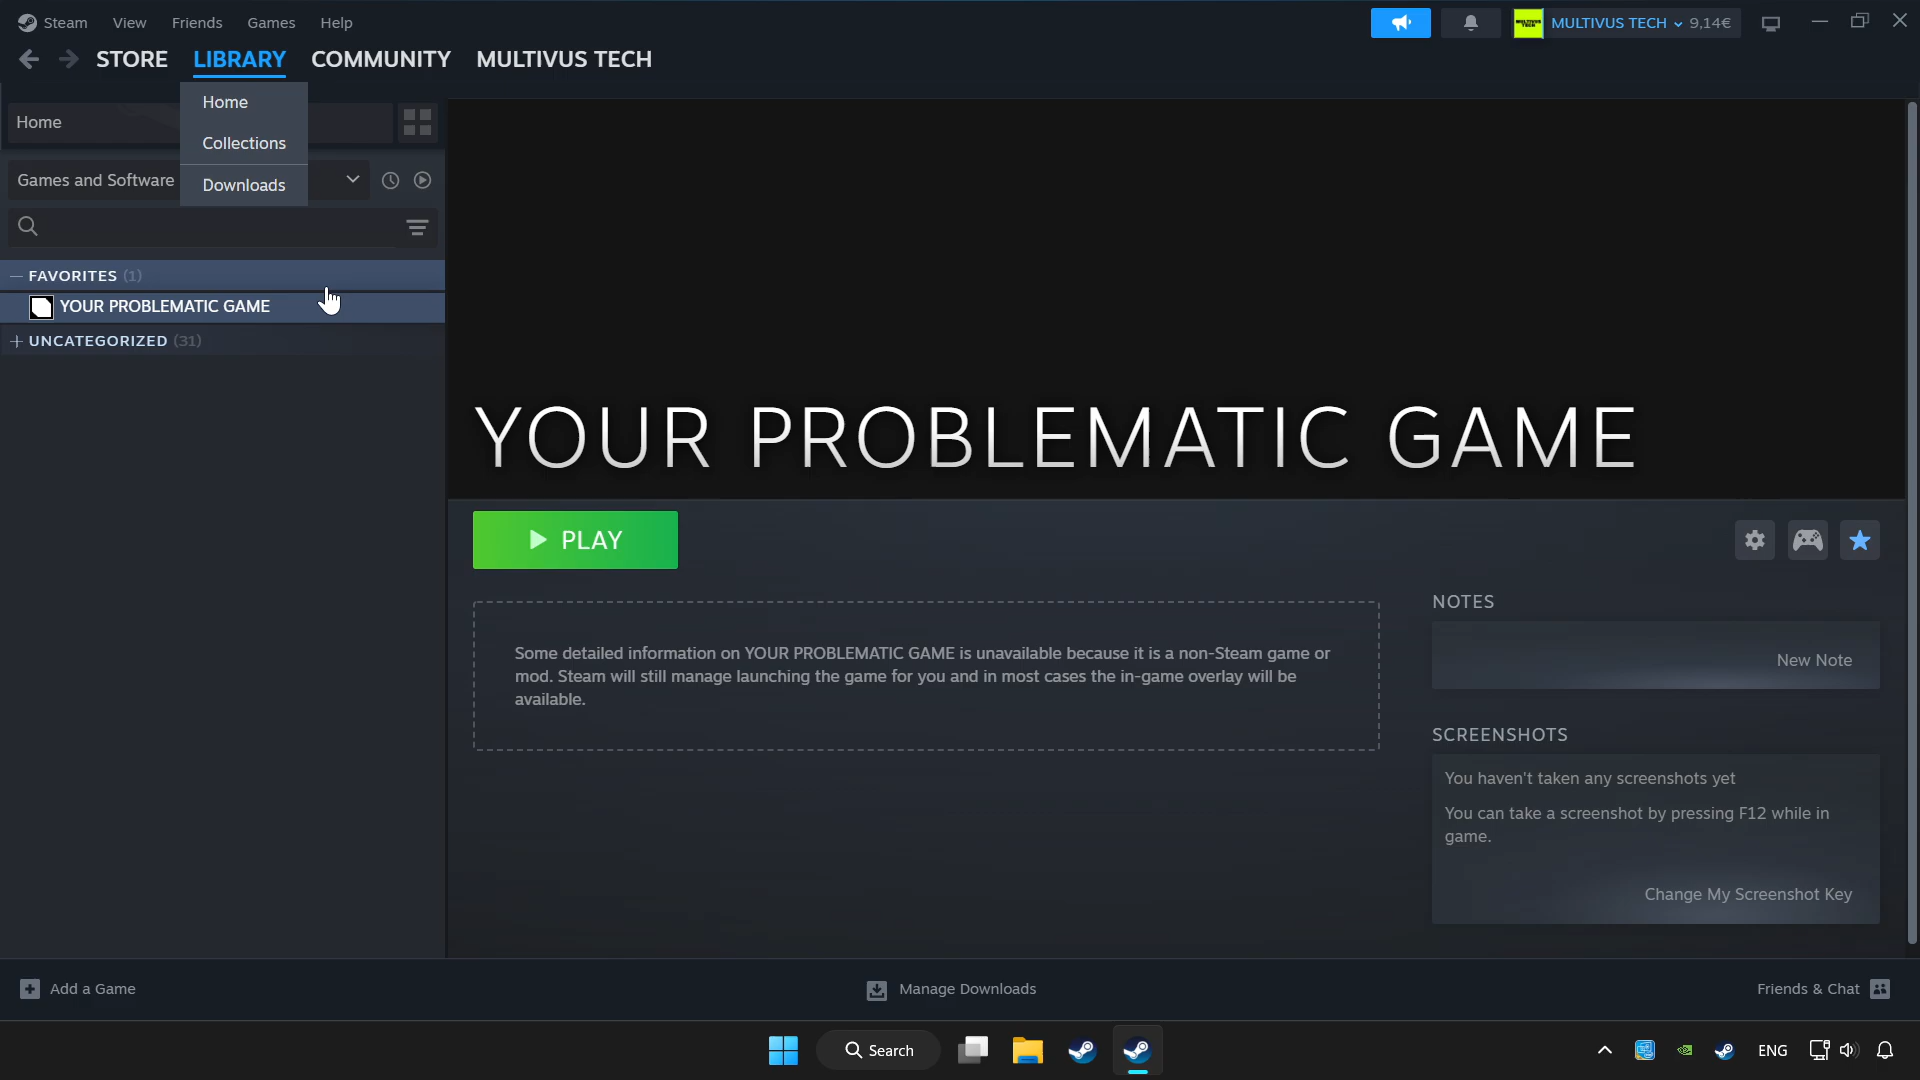 Steam View Friends Games Help
MULTIVUS TECH 9,14€
STORE LIBRARY COMMUNITY MULTIVUS TECH
Home
Collections
Downloads
Home
Games and Software
FAVORITES (1)
YOUR PROBLEMATIC GAME
UNCATEGORIZED (31)
YOUR PROBLEMATIC GAME
PLAY
Some detailed information on YOUR PROBLEMATIC GAME is unavailable because it is a non-Steam game or
mod. Steam will still manage launching the game for you and in most cases the in-game overlay will be
available.
NOTES
New Note
SCREENSHOTS
You haven't taken any screenshots yet
You can take a screenshot by pressing F12 while in
game.
Change My Screenshot Key
Add a Game
Manage Downloads
Friends & Chat
Search
ENG